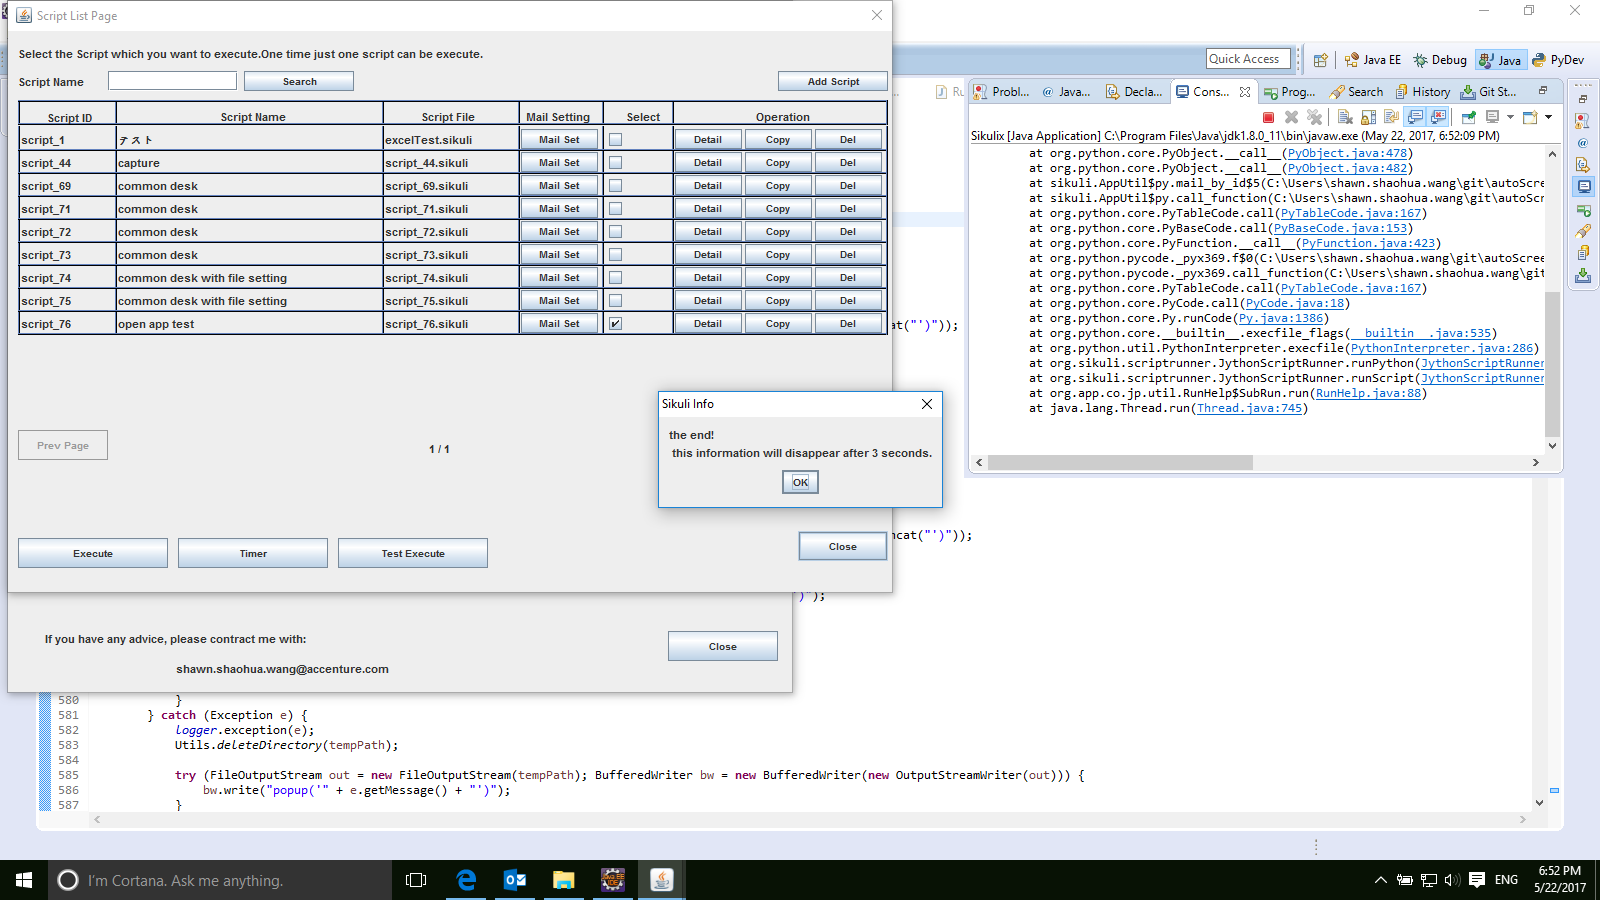 Script List Page
Select the Script which you want to execute.One time just one script can be execute.
Script Name
Search
Add Script
Script ID Script Name Script File Mail Setting Select Operation
script_1 テスト excelTest.sikuli Mail Set Detail Copy Del
script_44 capture script_44.sikuli Mail Set Detail Copy Del
script_69 common desk script_69.sikuli Mail Set Detail Copy Del
script_71 common desk script_71.sikuli Mail Set Detail Copy Del
script_72 common desk script_72.sikuli Mail Set Detail Copy Del
script_73 common desk script_73.sikuli Mail Set Detail Copy Del
script_74 common desk with file setting script_74.sikuli Mail Set Detail Copy Del
script_75 common desk with file setting script_75.sikuli Mail Set Detail Copy Del
script_76 open app test script_76.sikuli Mail Set Detail Copy Del
Prev Page
1 / 1
Execute
Timer
Test Execute
Close
Sikuli Info
the end!
this information will disappear after 3 seconds.
OK
If you have any advice, please contract me with:
shawn.shaohua.wang@accenture.com
Close
Quick Access
Java EE
Debug
Java
PyDev
Ru
Probl...
Java...
Decla...
Cons...
Prog...
Search
History
Git St...
Sikulix [Java Application] C:\Program Files\Java\jdk1.8.0_11\bin\javaw.exe (May 22, 2017, 6:52:09 PM)
at org.python.core.PyObject.__call__(PyObject.java:478)
at org.python.core.PyObject.__call__(PyObject.java:482)
at sikuli.AppUtil$py.mail_by_id$5(C:\Users\shawn.shaohua.wang\git\autoScre
at sikuli.AppUtil$py.call_function(C:\Users\shawn.shaohua.wang\git\autoScr
at org.python.core.PyTableCode.call(PyTableCode.java:167)
at org.python.core.PyBaseCode.call(PyBaseCode.java:153)
at org.python.core.PyFunction.__call__(PyFunction.java:423)
at org.python.pycode._pyx369.f$0(C:\Users\shawn.shaohua.wang\git\autoScree
at org.python.pycode._pyx369.call_function(C:\Users\shawn.shaohua.wang\git
at org.python.core.PyTableCode.call(PyTableCode.java:167)
at org.python.core.PyCode.call(PyCode.java:18)
at org.python.core.Py.runCode(Py.java:1386)
at org.python.core.__builtin__.execfile_flags(__builtin__.java:535)
at org.python.util.PythonInterpreter.execfile(PythonInterpreter.java:286)
at org.sikuli.scriptrunner.JythonScriptRunner.runPython(JythonScriptRunner
at org.sikuli.scriptrunner.JythonScriptRunner.runScript(JythonScriptRunner
at org.app.co.jp.util.RunHelp$SubRun.run(RunHelp.java:88)
at java.lang.Thread.run(Thread.java:745)
at("')"));
ncat("')"));
)");
580 }
581 } catch (Exception e) {
582 logger.exception(e);
583 Utils.deleteDirectory(tempPath);
584
585 try (FileOutputStream out = new FileOutputStream(tempPath); BufferedWriter bw = new BufferedWriter(new OutputStreamWriter(out))) {
586 bw.write("popup('" + e.getMessage() + "')");
587 }
I'm Cortana. Ask me anything.
ENG
6:52 PM
5/22/2017